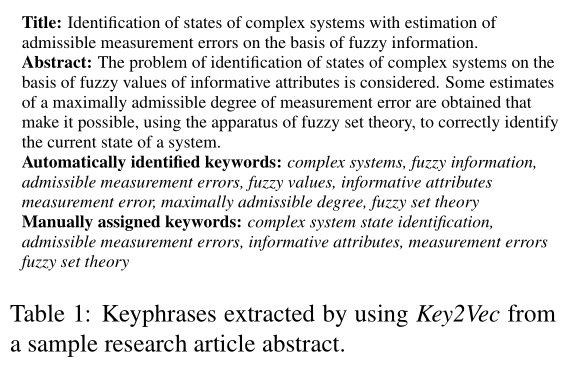 Title: Identification of states of complex systems with estimation of
admissible measurement errors on the basis of fuzzy information.
Abstract: The problem of identification of states of complex systems on the
basis of fuzzy values of informative attributes is considered. Some estimates
of a maximally admissible degree of measurement error are obtained that
make it possible, using the apparatus of fuzzy set theory, to correctly identify
the current state of a system.
Automatically identified keywords: complex systems, fuzzy information,
admissible measurement errors, fuzzy values, informative attributes
measurement error, maximally admissible degree, fuzzy set theory
Manually assigned keywords: complex system state identification,
admissible measurement errors, informative attributes, measurement errors
fuzzy set theory
Table 1: Keyphrases extracted by using Key2Vec from
a sample research article abstract.